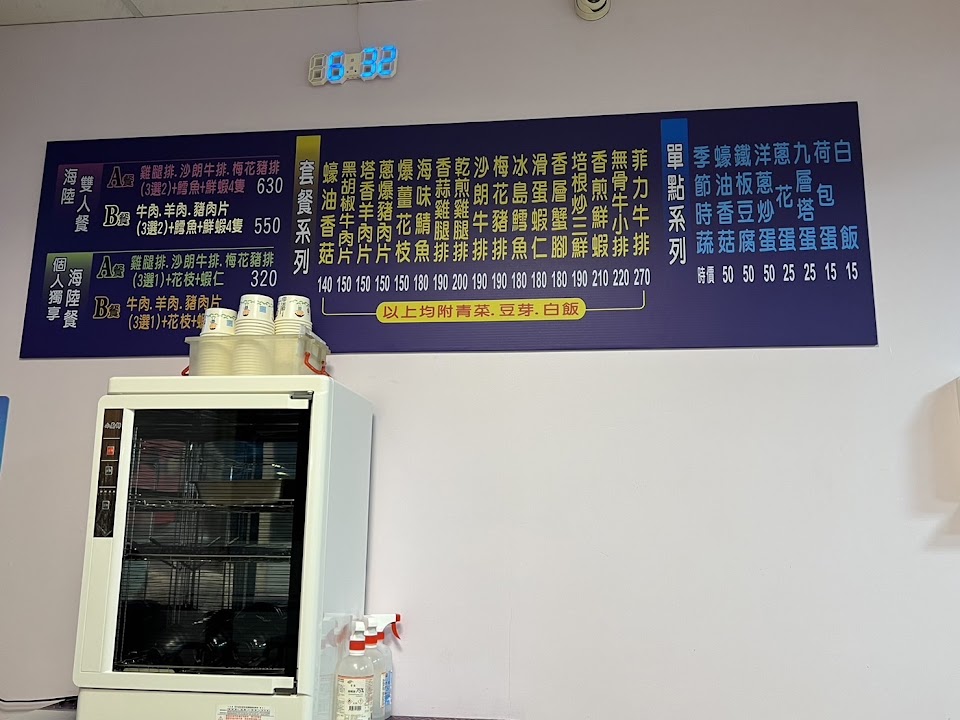 6:32
海陸
雙人餐
A餐
雞腿排.沙朗牛排.梅花豬排
(3選2)+鱈魚+鮮蝦4隻 630
B餐
牛肉.羊肉.豬肉片
(3選2)+鱈魚+鮮蝦4隻 550
海陸餐
個人獨享
A餐
雞腿排.沙朗牛排.梅花豬排
(3選1)+花枝+蝦仁 320
B餐
牛肉.羊肉.豬肉片
(3選1)+花枝+
套餐系列
蠔油香菇 140
黑胡椒牛肉片 150
塔香羊肉片 150
蔥爆豬肉片 150
爆薑花枝 150
海味鯖魚 180
香蒜雞腿排 190
乾煎雞腿排 200
沙朗牛排 190
梅花豬排 190
冰島鱈魚 180
滑蛋蝦仁 180
香層蟹腳 180
培根炒三鮮 190
香煎鮮蝦 210
無骨牛小排 220
菲力牛排 270
以上均附青菜.豆芽.白飯
單點系列
季節時蔬 時價
蠔油香菇 50
鐵板豆腐 50
洋蔥炒蛋 50
蔥花蛋 25
九層塔蛋 25
荷包蛋 15
白飯 15
75%